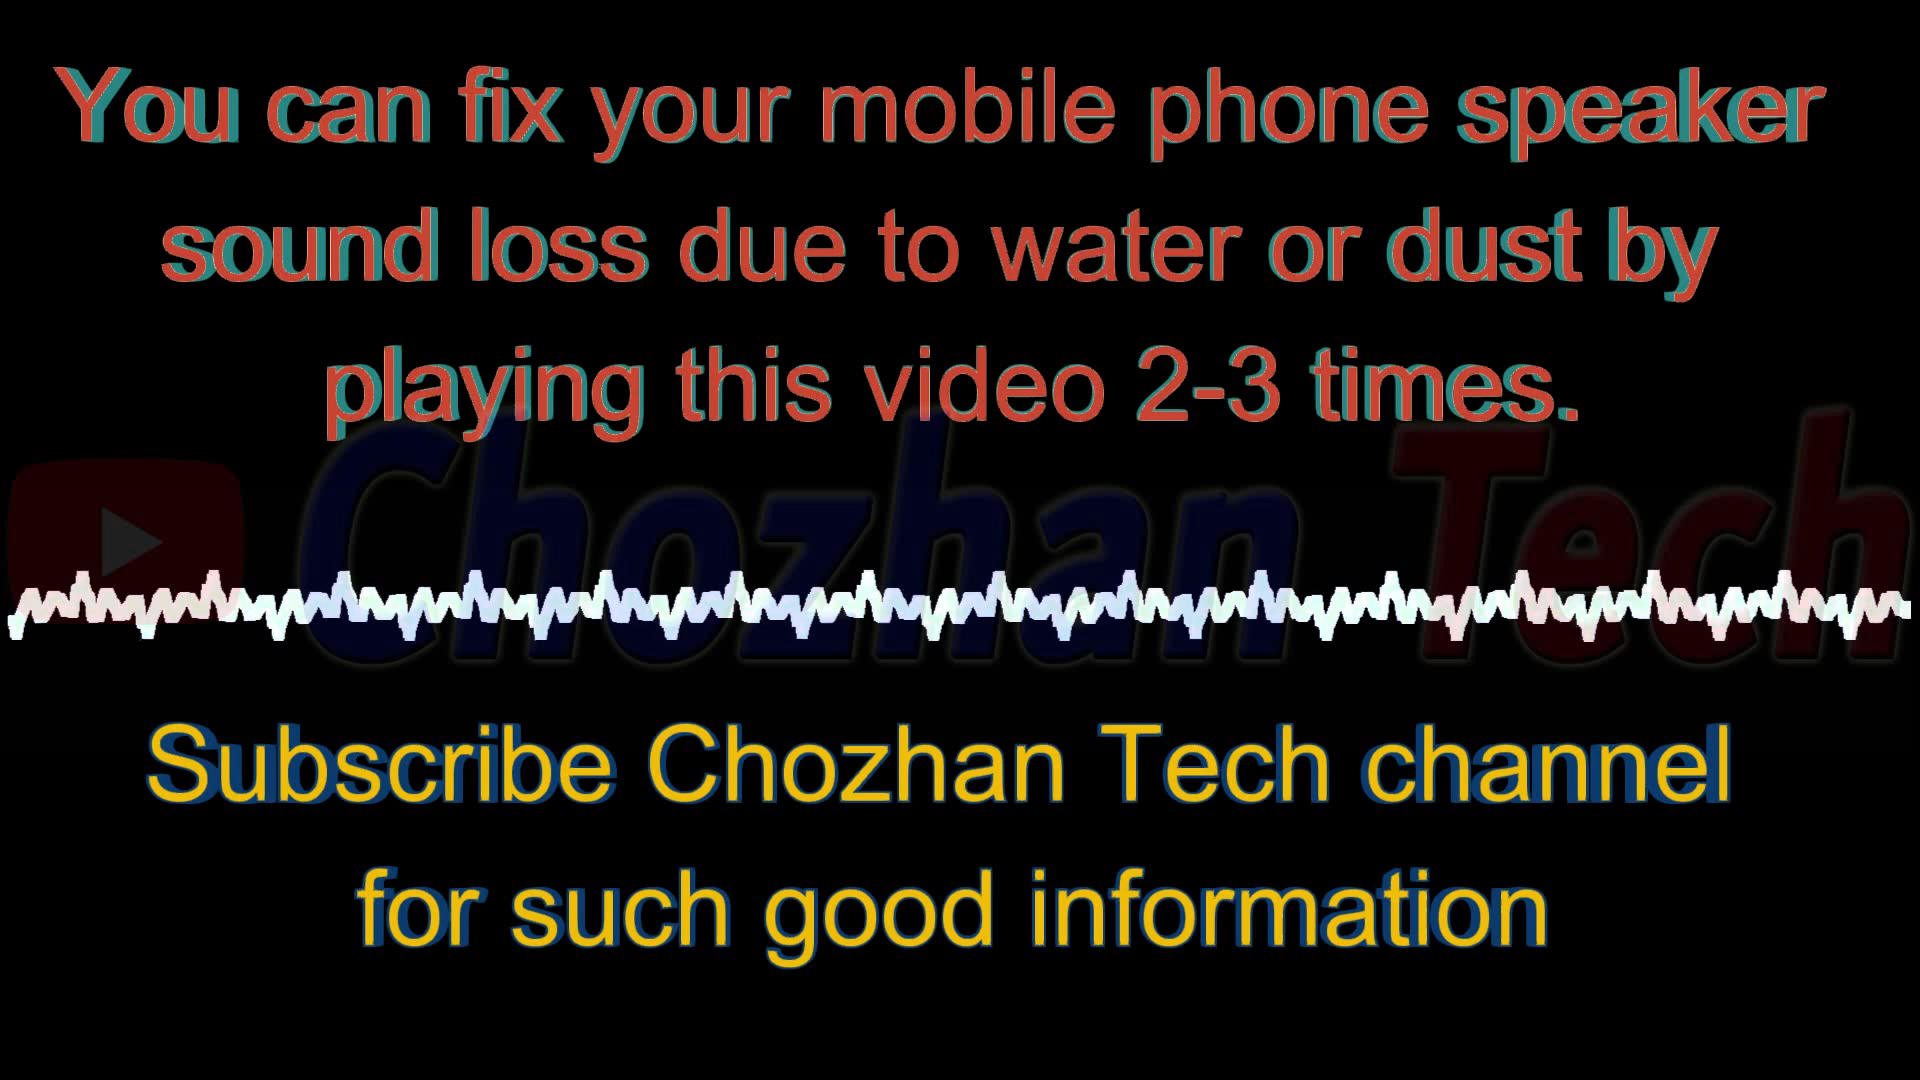 You can fix your mobile phone speaker
sound loss due to water or dust by
playing this video 2-3 times.
Chozhan Tech
Subscribe Chozhan Tech channel
for such good information